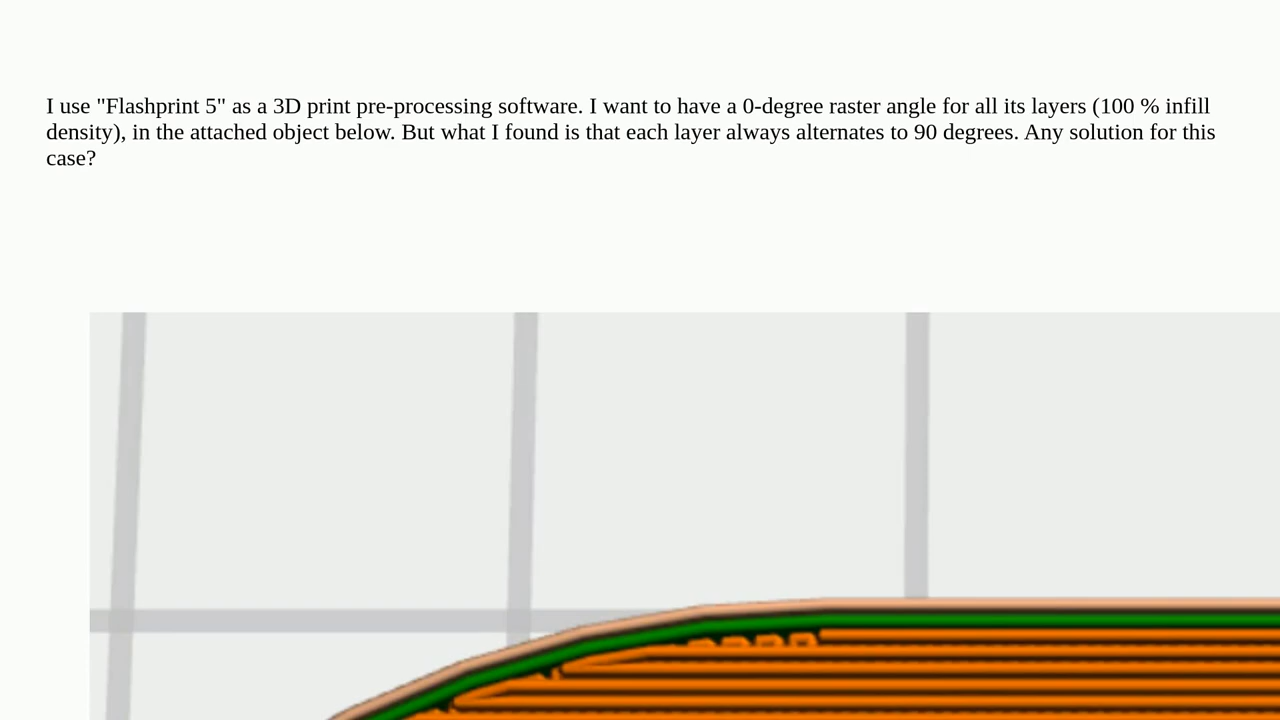 I use "Flashprint 5" as a 3D print pre-processing software. I want to have a 0-degree raster angle for all its layers (100 % infill
density), in the attached object below. But what I found is that each layer always alternates to 90 degrees. Any solution for this
case?